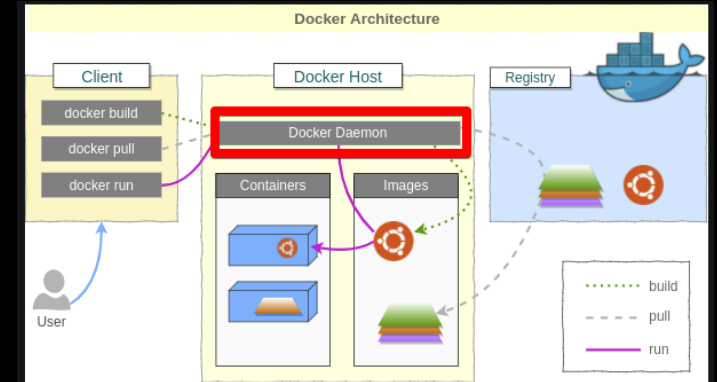 Docker Architecture
Client
Docker Host
Registry
docker build
docker pull
docker run
Docker Daemon
Containers
Images
User
build
pull
run